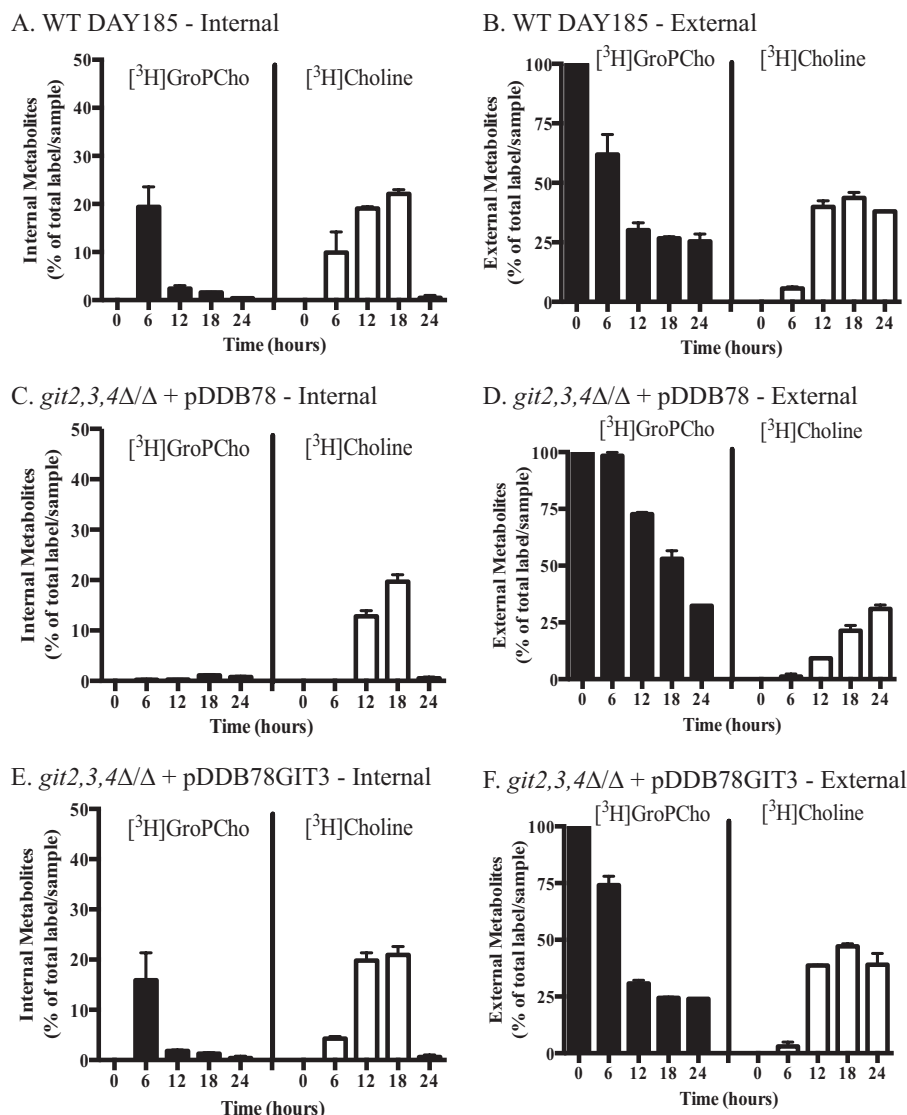 A. WT DAY185 - Internal
[³H]GroPCho
[³H]Choline
Internal Metabolites
(% of total label/sample)
50
40
30
20
10
0
0 6 12 18 24 0 6 12 18 24
Time (hours)
B. WT DAY185 - External
[³H]GroPCho
[³H]Choline
External Metabolites
(% of total label/sample)
100
75
50
25
0
0 6 12 18 24 0 6 12 18 24
Time (hours)
C. git2,3,4Δ/Δ + pDDB78 - Internal
[³H]GroPCho
[³H]Choline
Internal Metabolites
(% of total label/sample)
50
40
30
20
10
0
0 6 12 18 24 0 6 12 18 24
Time (hours)
D. git2,3,4Δ/Δ + pDDB78 - External
[³H]GroPCho
[³H]Choline
External Metabolites
(% of total label/sample)
100
75
50
25
0
0 6 12 18 24 0 6 12 18 24
Time (hours)
E. git2,3,4Δ/Δ + pDDB78GIT3 - Internal
[³H]GroPCho
[³H]Choline
Internal Metabolites
(% of total label/sample)
50
40
30
20
10
0
0 6 12 18 24 0 6 12 18 24
Time (hours)
F. git2,3,4Δ/Δ + pDDB78GIT3 - External
[³H]GroPCho
[³H]Choline
External Metabolites
(% of total label/sample)
100
75
50
25
0
0 6 12 18 24 0 6 12 18 24
Time (hours)